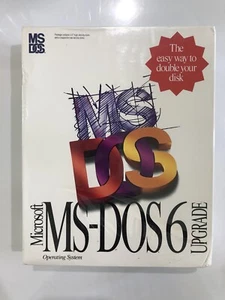 MS
DOS
The
easy way to
double your
disk
MS
DOS
Microsoft
MS-DOS 6
UPGRADE
Operating System